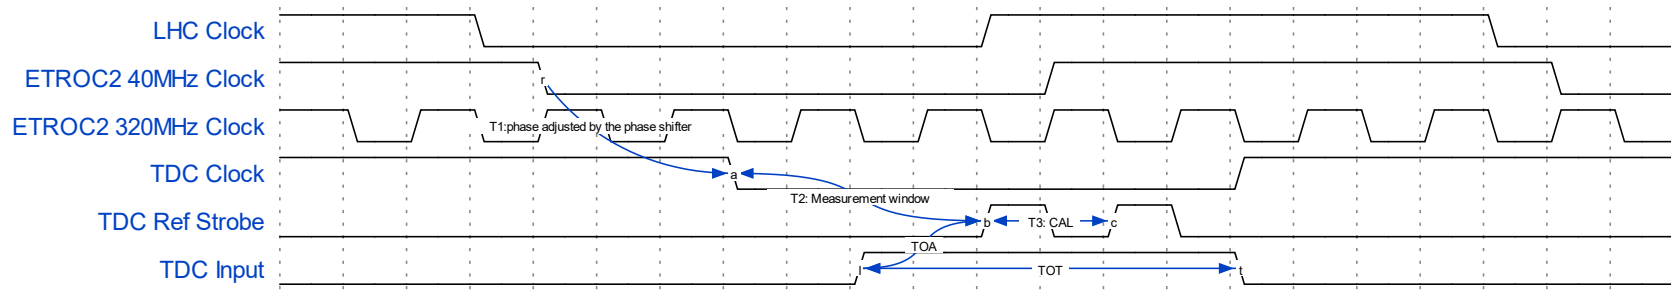 LHC Clock
ETROC2 40MHz Clock
r
ETROC2 320MHz Clock
T1:phase adjusted by the phase shifter
TDC Clock
a
T2: Measurement window
TDC Ref Strobe
b
T3: CAL
c
TOA
TDC Input
l
TOT
t